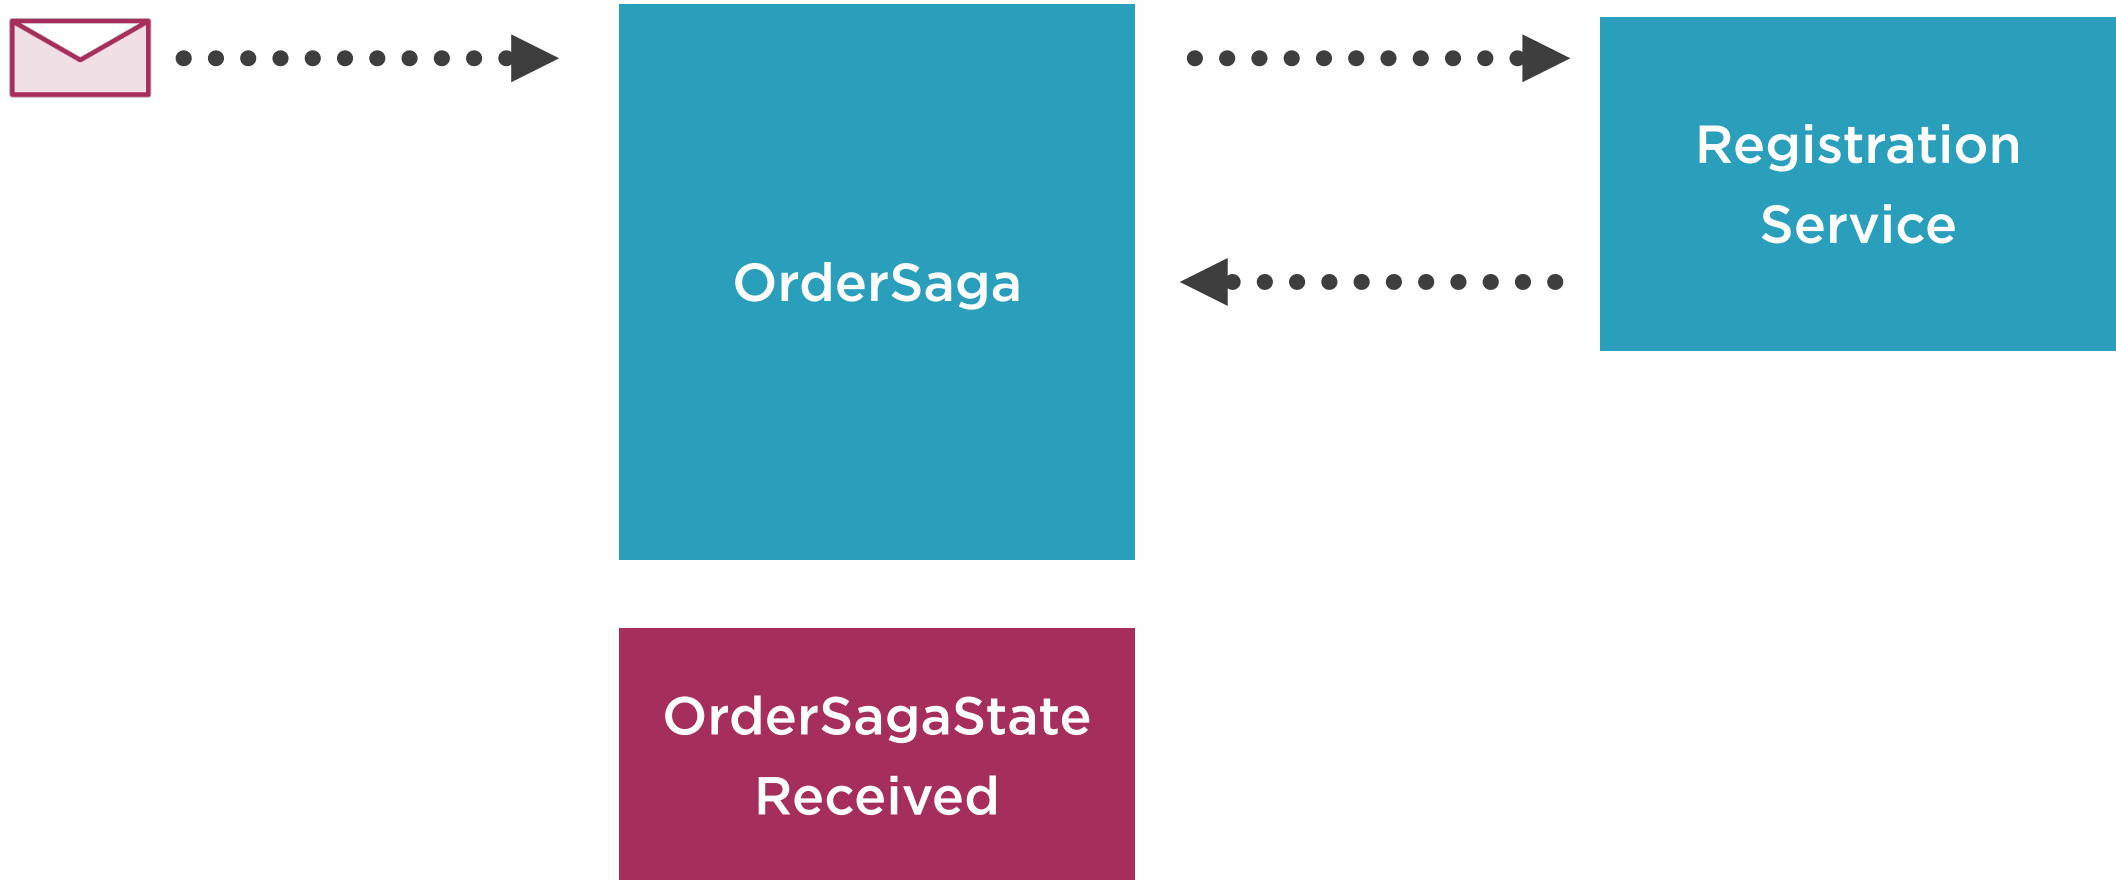 OrderSaga
Registration
Service
OrderSagaState
Received